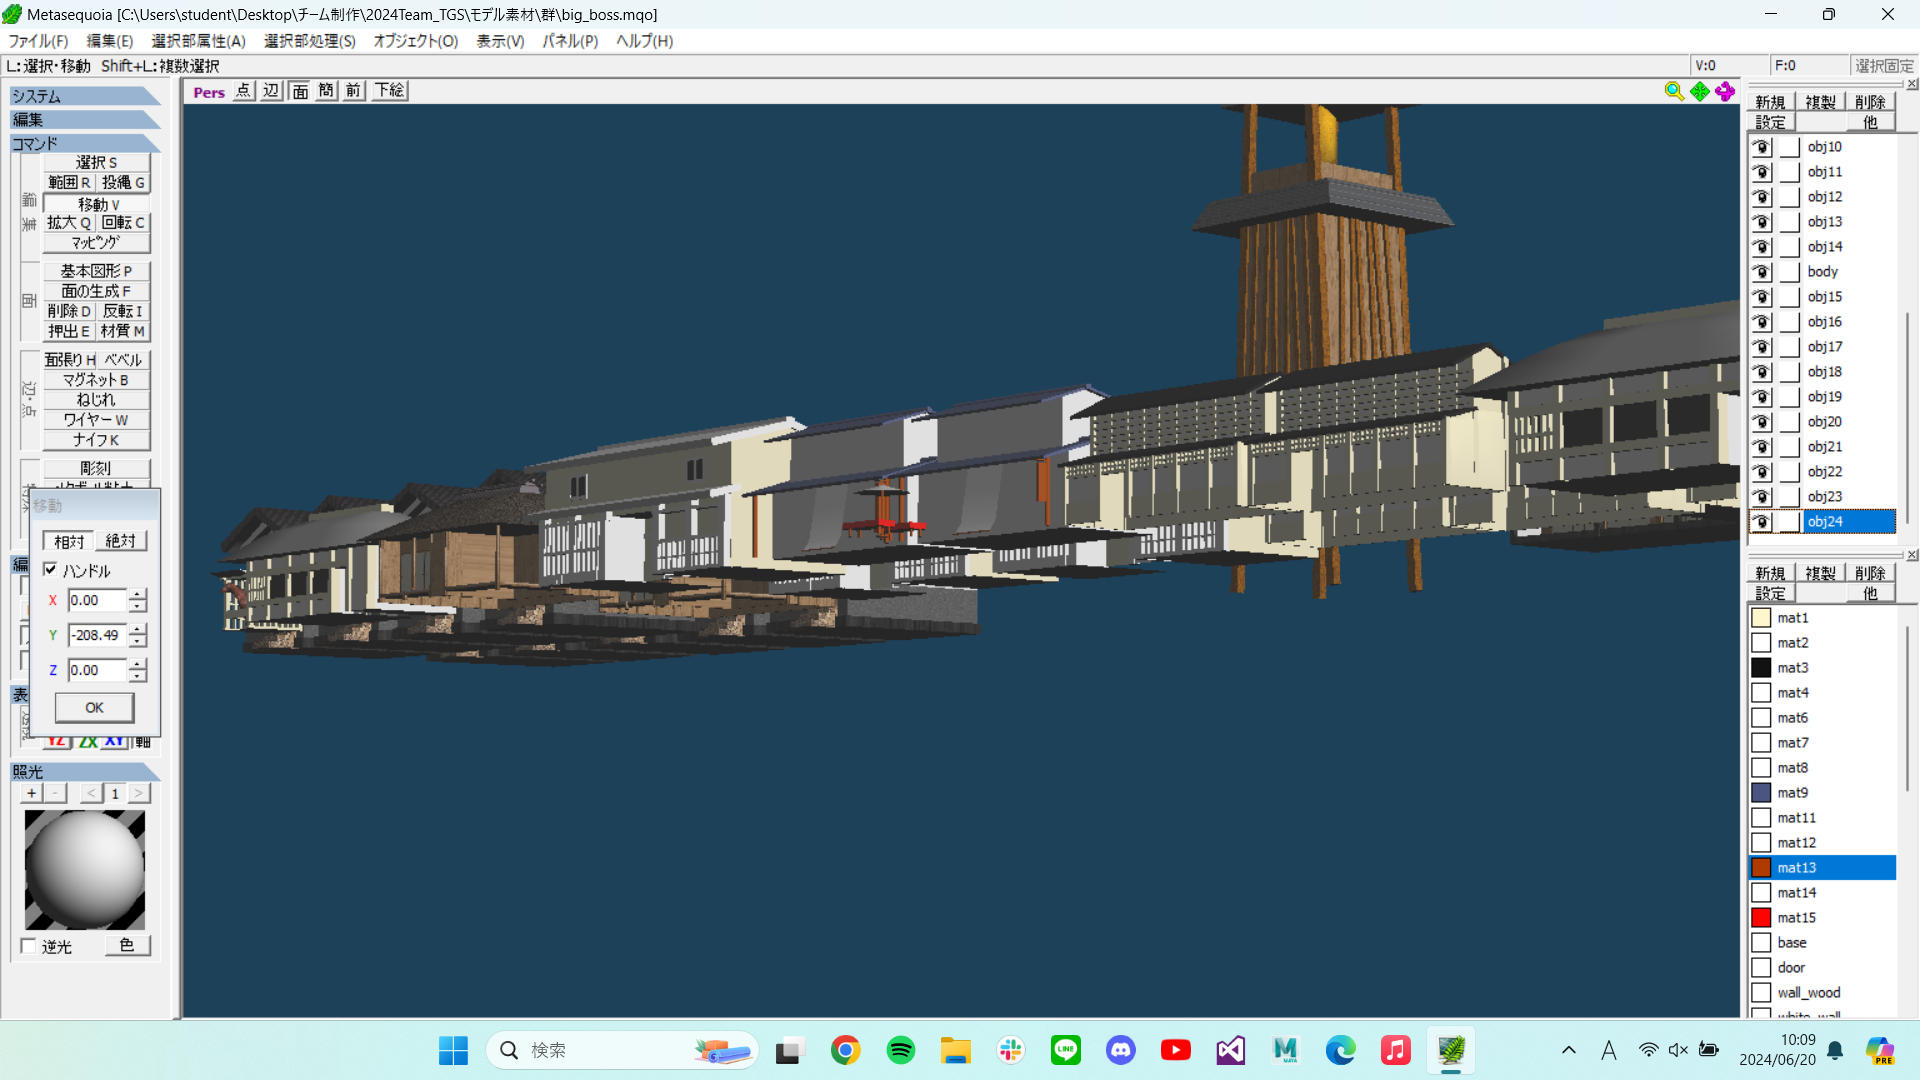 Metasequoia [C:\Users\student\Desktop\チーム制作\2024Team_TGS\モデル素材\群\big_boss.mqo]
ファイル(F) 編集(E) 選択部属性(A) 選択部処理(S) オブジェクト(O) 表示(V) パネル(P) ヘルプ(H)
L:選択・移動 Shift+L:複数選択
V:0
F:0
選択固定
Pers 点 辺 面 簡 前 下絵
システム
編集
コマンド
編集
選択 S
範囲 R 投縄 G
移動 V
拡大 Q 回転 C
マッピング
面
基本図形 P
面の生成 F
削除 D 反転 I
押出 E 材質 M
辺・点
面張り H ベベル
マグネット B
ねじれ
ワイヤー W
ナイフ K
彫刻
移動
相対 絶対
ハンドル
X 0.00
Y -208.49
Z 0.00
OK
YZ ZX XY 軸
照光
+ - < 1 >
逆光 色
新規 複製 削除
設定 他
obj10
obj11
obj12
obj13
obj14
body
obj15
obj16
obj17
obj18
obj19
obj20
obj21
obj22
obj23
obj24
新規 複製 削除
設定 他
mat1
mat2
mat3
mat4
mat6
mat7
mat8
mat9
mat11
mat12
mat13
mat14
mat15
base
door
wall_wood
white_wall
検索
LINE
MAYA
A
10:09
2024/06/20
PRE